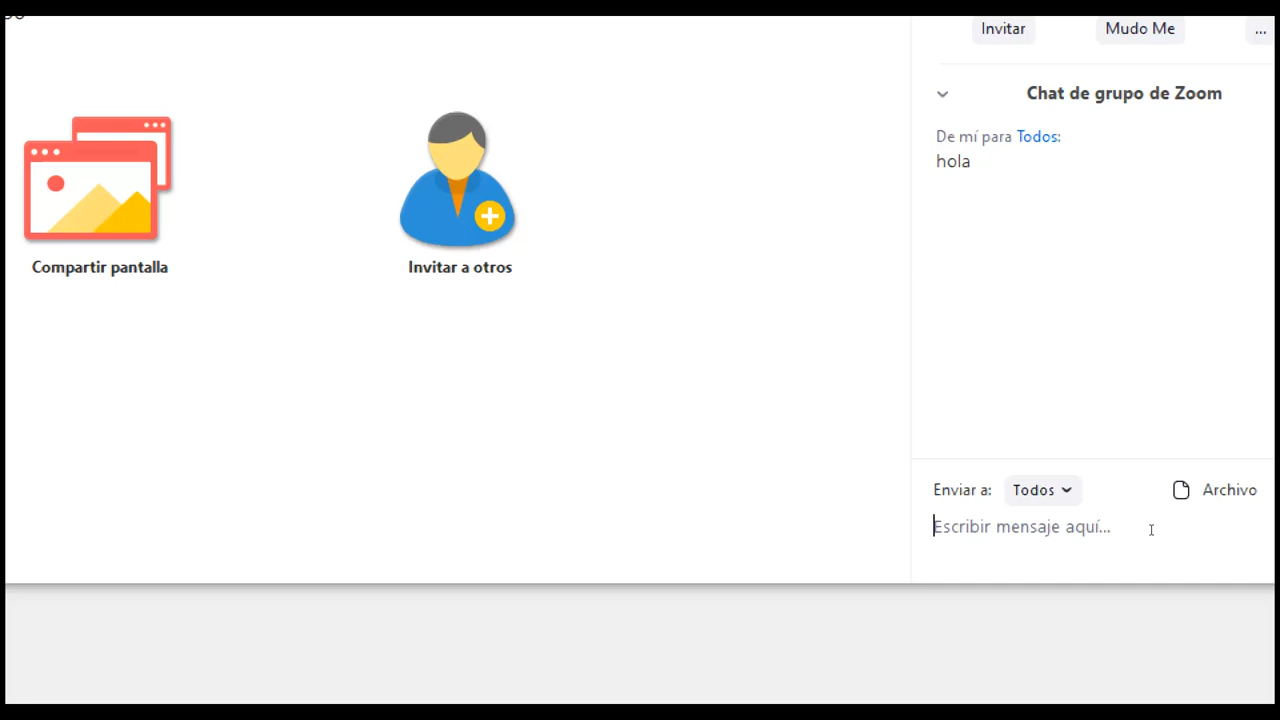 Invitar
Mudo Me
...
Chat de grupo de Zoom
De mí para Todos:
hola
Compartir pantalla
Invitar a otros
Enviar a:
Todos
Archivo
Escribir mensaje aquí...